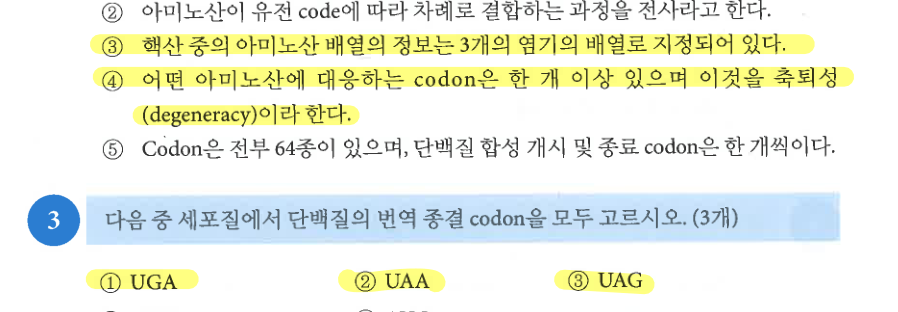 ② 아미노산이 유전 code에 따라 차례로 결합하는 과정을 전사라고 한다.
③ 핵산 중의 아미노산 배열의 정보는 3개의 염기의 배열로 지정되어 있다.
④ 어떤 아미노산에 대응하는 codon은 한 개 이상 있으며 이것을 축퇴성
(degeneracy)이라 한다.
⑤ Codon은 전부 64종이 있으며, 단백질 합성 개시 및 종료 codon은 한 개씩이다.
3 다음 중 세포질에서 단백질의 번역 종결 codon을 모두 고르시오. (3개)
① UGA ② UAA ③ UAG